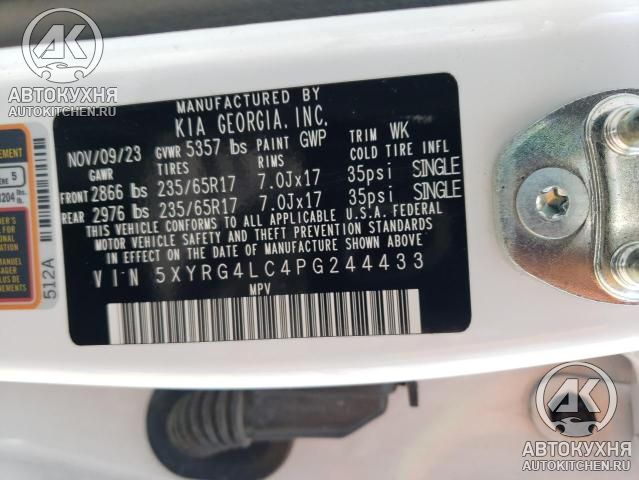 AK
АВТОКУХНЯ
AUTOKITCHEN.RU
MANUFACTURED BY
KIA GEORGIA, INC.
NOV/09/23 GVWR 5357 lbs PAINT GWP TRIM WK
GAWR TIRES RIMS COLD TIRE INFL
FRONT 2866 lbs 235/65R17 7.0Jx17 35psi SINGLE
REAR 2976 lbs 235/65R17 7.0Jx17 35psi SINGLE
THIS VEHICLE CONFORMS TO ALL APPLICABLE U.S.A. FEDERAL
MOTOR VEHICLE SAFETY AND THEFT PREVENTION STANDARDS
IN EFFECT ON THE DATE OF MANUFACTURE SHOWN ABOVE.
VIN 5XYRG4LC4PG244433
MPV
5
512A
AK
АВТОКУХНЯ
AUTOKITCHEN.RU